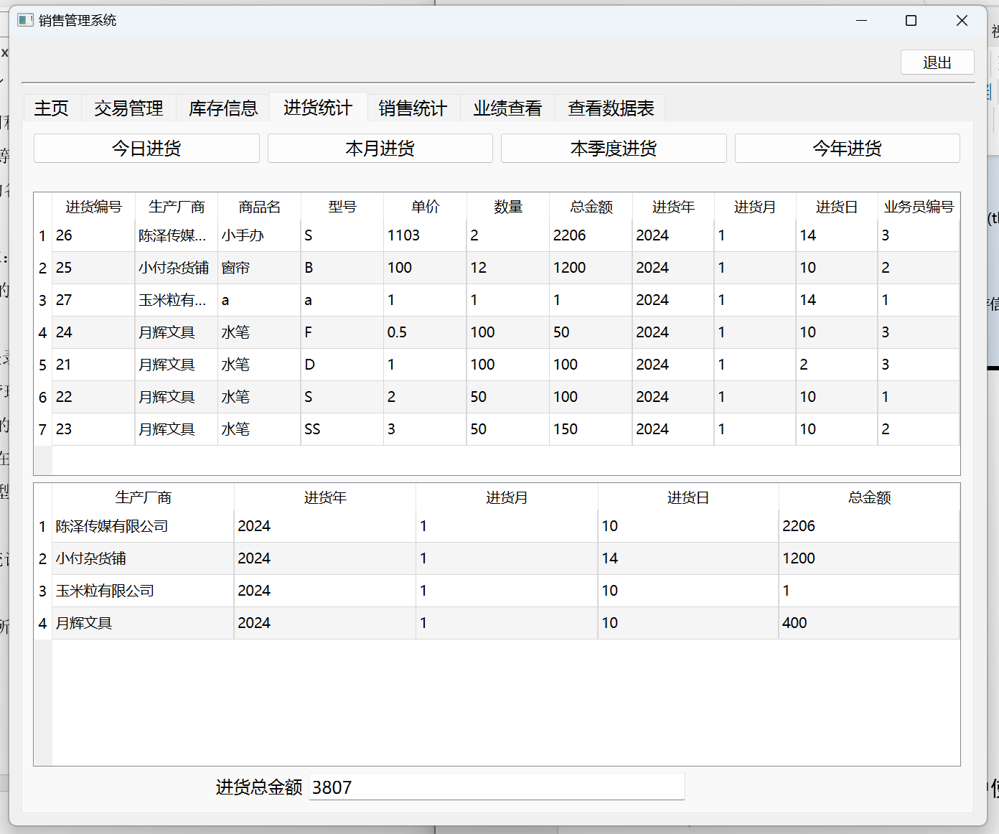 销售管理系统
退出
主页 交易管理 库存信息 进货统计 销售统计 业绩查看 查看数据表
今日进货 本月进货 本季度进货 今年进货
进货编号 生产厂商 商品名 型号 单价 数量 总金额 进货年 进货月 进货日 业务员编号
1 26 陈泽传媒... 小手办 S 1103 2 2206 2024 1 14 3
2 25 小付杂货铺 窗帘 B 100 12 1200 2024 1 10 2
3 27 玉米粒有... a a 1 1 1 2024 1 14 1
4 24 月辉文具 水笔 F 0.5 100 50 2024 1 10 3
5 21 月辉文具 水笔 D 1 100 100 2024 1 2 3
6 22 月辉文具 水笔 S 2 50 100 2024 1 10 1
7 23 月辉文具 水笔 SS 3 50 150 2024 1 10 2
生产厂商 进货年 进货月 进货日 总金额
1 陈泽传媒有限公司 2024 1 10 2206
2 小付杂货铺 2024 1 14 1200
3 玉米粒有限公司 2024 1 10 1
4 月辉文具 2024 1 10 400
进货总金额 3807